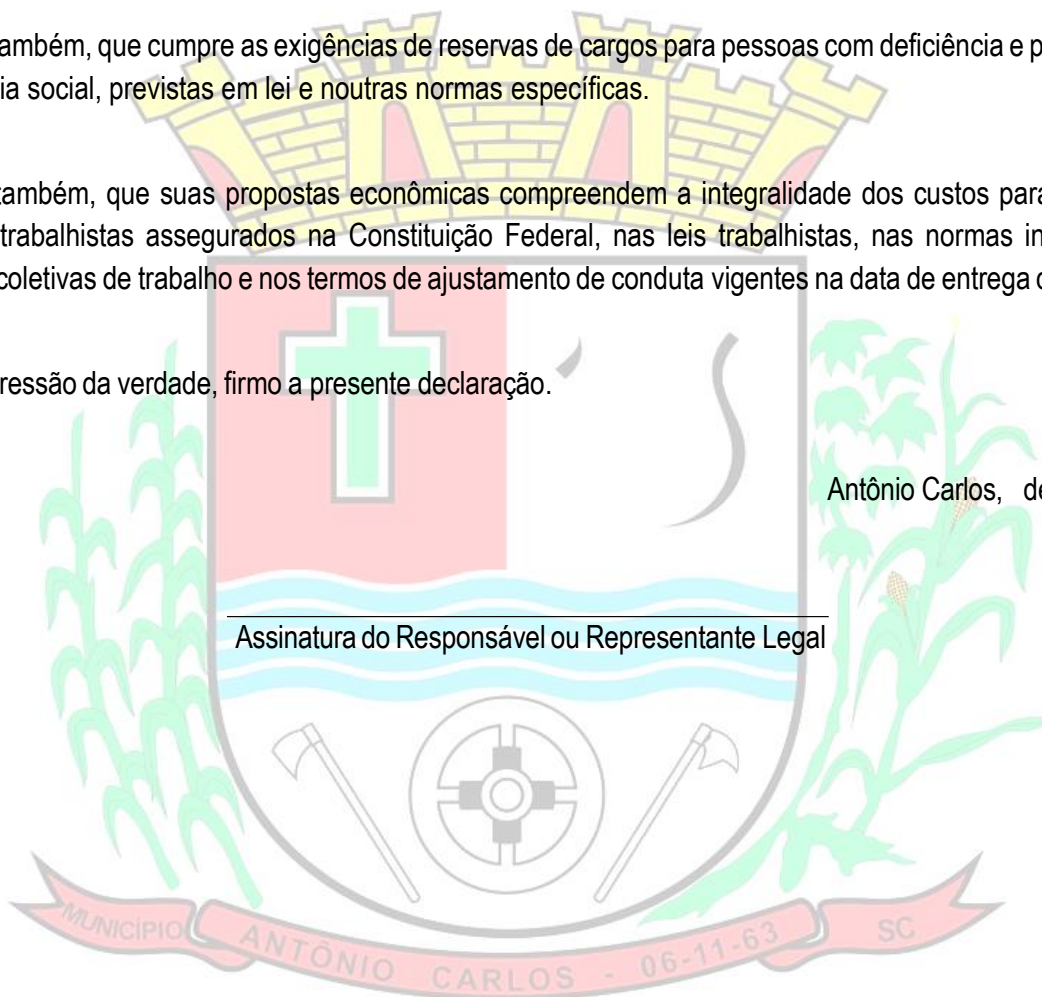 ambém, que cumpre as exigências de reservas de cargos para pessoas com deficiência e p
ia social, previstas em lei e noutras normas específicas.
também, que suas propostas econômicas compreendem a integralidade dos custos para
trabalhistas assegurados na Constituição Federal, nas leis trabalhistas, nas normas in
coletivas de trabalho e nos termos de ajustamento de conduta vigentes na data de entrega
ressão da verdade, firmo a presente declaração.
Antônio Carlos, de
Assinatura do Responsável ou Representante Legal
MUNICÍPIO ANTÔNIO CARLOS - 06-11-63 SC